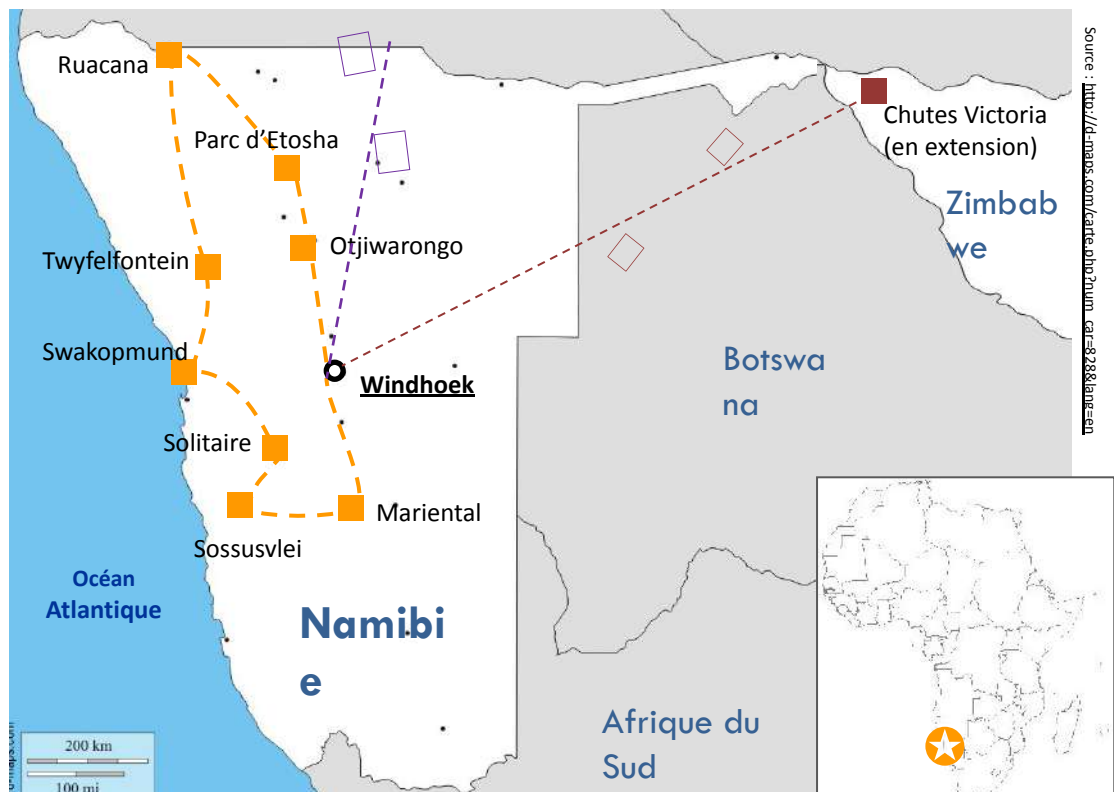 Ruacana
Parc d'Etosha
Chutes Victoria
(en extension)
Zimbab
we
Otjiwarongo
Twyfelfontein
Swakopmund
Windhoek
Botswa
na
Solitaire
Mariental
Sossusvlei
Océan
Atlantique
Namibi
e
Afrique du
Sud
200 km
100 mi
d-maps.com
Source : http://d-maps.com/carte.php?num_car=828&lang=en